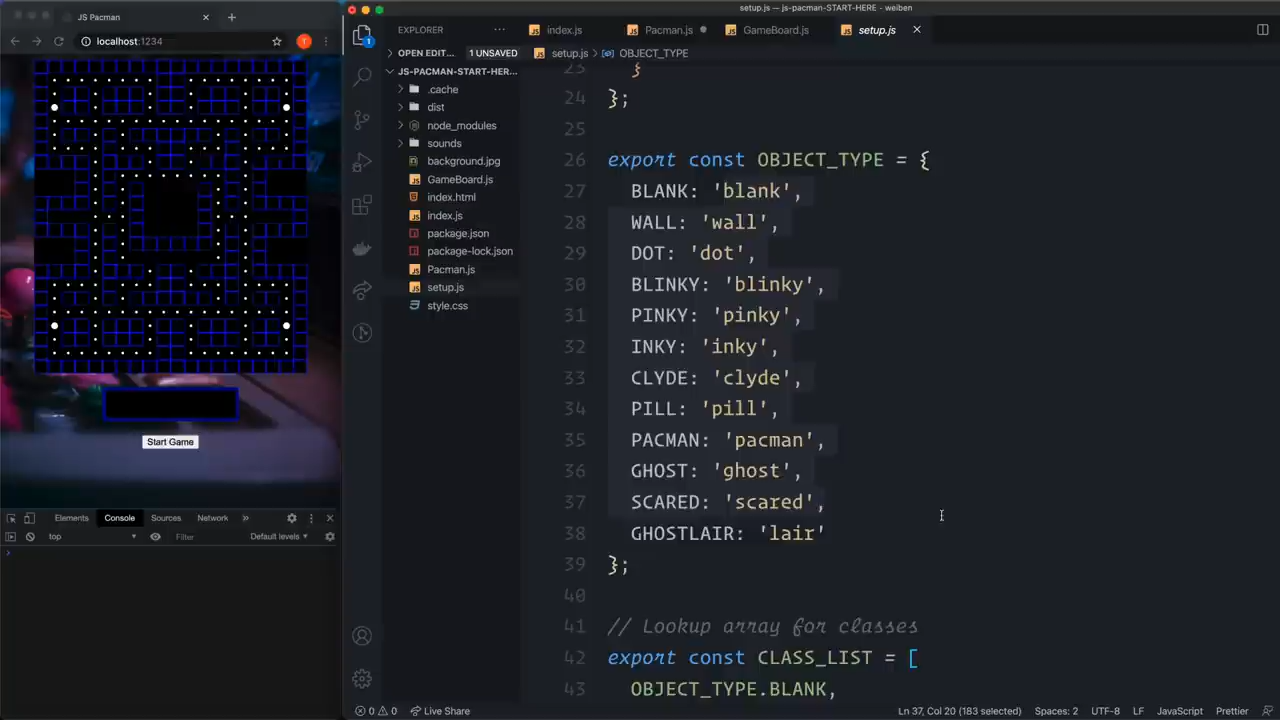 JS Pacman
localhost:1234
Start Game
Elements
Console
Sources
Network
top
Filter
Default levels
setup.js — js-pacman-START-HERE — weiben
EXPLORER
index.js
Pacman.js
GameBoard.js
setup.js
OPEN EDIT...
1 UNSAVED
setup.js
OBJECT_TYPE
JS-PACMAN-START-HER...
.cache
dist
node_modules
sounds
background.jpg
GameBoard.js
index.html
index.js
package.json
package-lock.json
Pacman.js
setup.js
style.css
23 }
24 };
25
26 export const OBJECT_TYPE = {
27 BLANK: 'blank',
28 WALL: 'wall',
29 DOT: 'dot',
30 BLINKY: 'blinky',
31 PINKY: 'pinky',
32 INKY: 'inky',
33 CLYDE: 'clyde',
34 PILL: 'pill',
35 PACMAN: 'pacman',
36 GHOST: 'ghost',
37 SCARED: 'scared',
38 GHOSTLAIR: 'lair'
39 };
40
41 // Lookup array for classes
42 export const CLASS_LIST = [
43 OBJECT_TYPE.BLANK,
0 0 Live Share
Ln 37, Col 20 (183 selected)
Spaces: 2
UTF-8
LF
JavaScript
Prettier